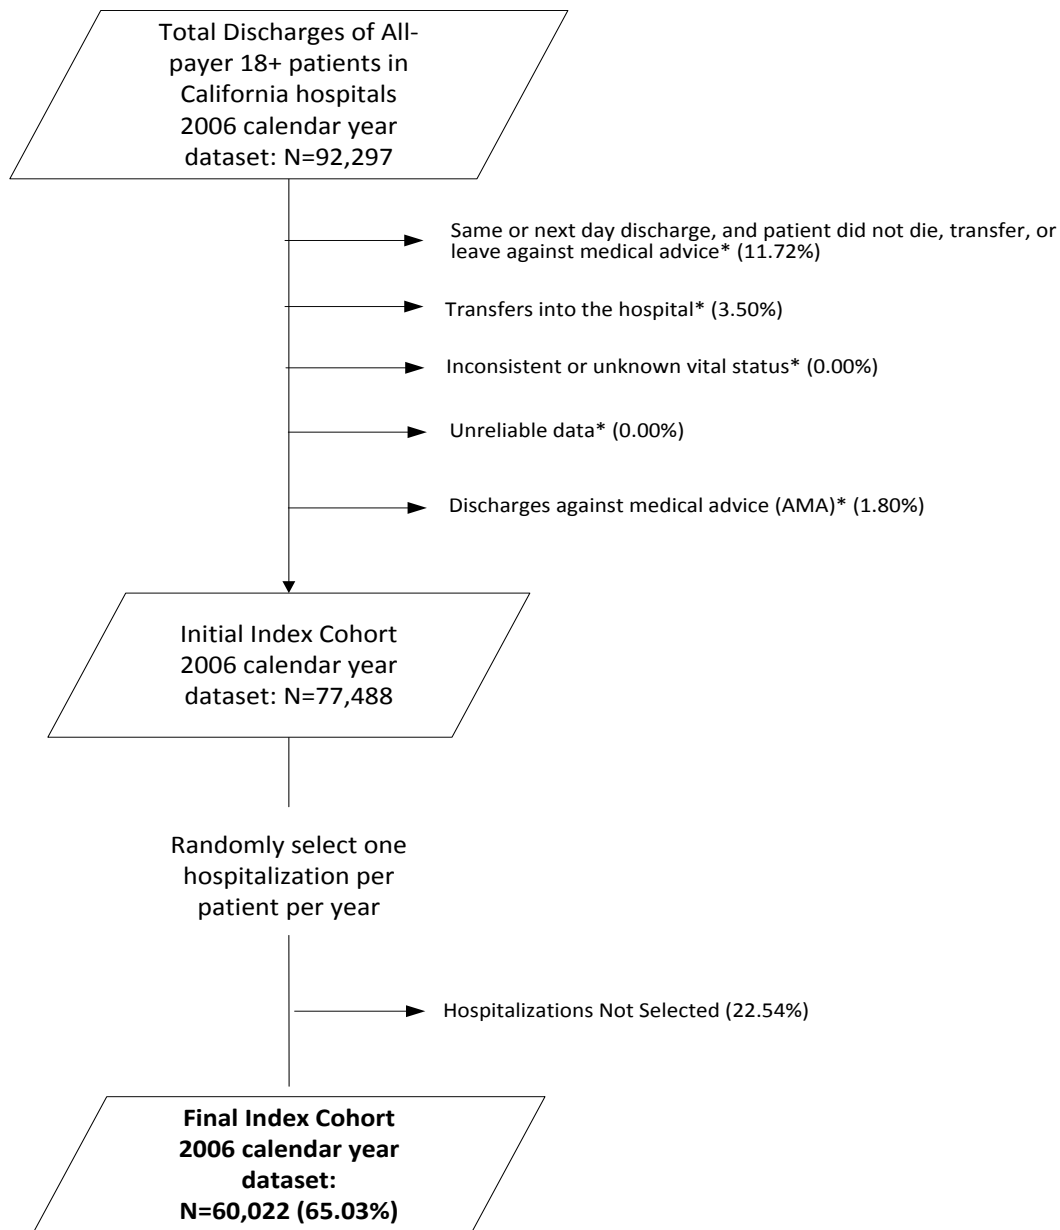 Total Discharges of All-
payer 18+ patients in
California hospitals
2006 calendar year
dataset: N=92,297
Same or next day discharge, and patient did not die, transfer, or
leave against medical advice* (11.72%)
Transfers into the hospital* (3.50%)
Inconsistent or unknown vital status* (0.00%)
Unreliable data* (0.00%)
Discharges against medical advice (AMA)* (1.80%)
Initial Index Cohort
2006 calendar year
dataset: N=77,488
Randomly select one
hospitalization per
patient per year
Hospitalizations Not Selected (22.54%)
Final Index Cohort
2006 calendar year
dataset:
N=60,022 (65.03%)